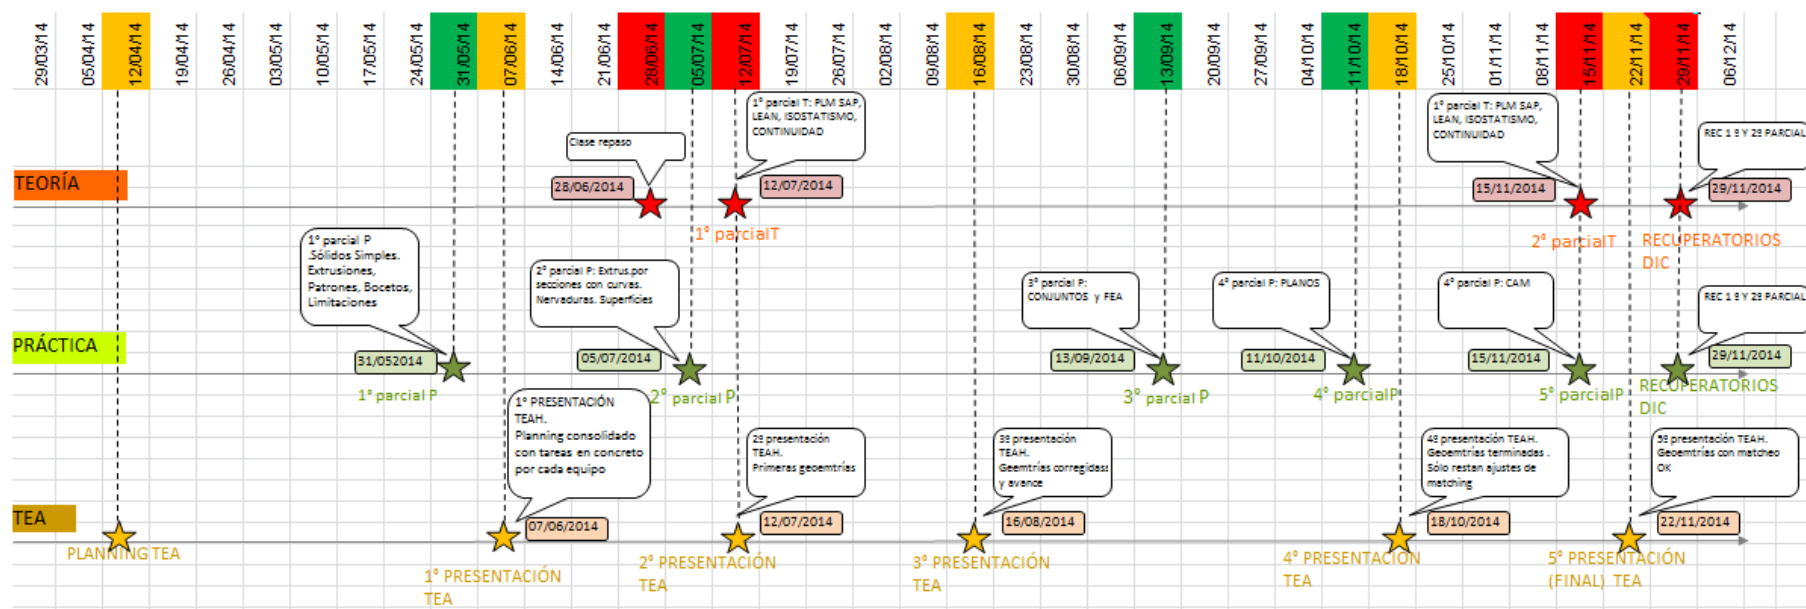 29/03/14
05/04/14
12/04/14
19/04/14
26/04/14
03/05/14
10/05/14
17/05/14
24/05/14
31/05/14
07/06/14
14/06/14
21/06/14
28/06/14
05/07/14
12/07/14
19/07/14
26/07/14
02/08/14
09/08/14
16/08/14
23/08/14
30/08/14
06/09/14
13/09/14
20/09/14
27/09/14
04/10/14
11/10/14
18/10/14
25/10/14
01/11/14
08/11/14
15/11/14
22/11/14
29/11/14
06/12/14
TEORÍA
Clase repaso
28/06/2014
1º parcial T: PLM SAP,
LEAN, ISOSTATISMO,
CONTINUIDAD
12/07/2014
1º parcialT
1º parcial T: PLM SAP,
LEAN, ISOSTATISMO,
CONTINUIDAD
15/11/2014
2º parcialT
REC 1 º Y 2º PARCIAL
29/11/2014
RECUPERATORIOS
DIC
PRÁCTICA
1º parcial P
.Sólidos Simples.
Extrusiones,
Patrones, Bocetos,
Limitaciones
31/052014
1º parcial P
2º parcial P: Extrus.por
secciones con curvas.
Nervaduras. Superficies
05/07/2014
2º parcial P
3º parcial P:
CONJUNTOS y FEA
13/09/2014
3º parcial P
4º parcial P: PLANOS
11/10/2014
4º parcialP
4º parcial P: CAM
15/11/2014
5º parcialP
REC 1 º Y 2º PARCIAL
29/11/2014
RECUPERATORIOS
DIC
TEA
PLANNING TEA
1º PRESENTACIÓN
TEAH.
Planning consolidado
con tareas en concreto
por cada equipo
07/06/2014
1º PRESENTACIÓN
TEA
2º presentación
TEAH.
Primeras geoemtrías
12/07/2014
2º PRESENTACIÓN
TEA
3º presentación
TEAH.
Geemtrías corregidas
y avance
16/08/2014
3º PRESENTACIÓN
TEA
4º presentación TEAH.
Geoemtrías terminadas .
Sólo restan ajustes de
matching
18/10/2014
4º PRESENTACIÓN
TEA
5º presentación TEAH.
Geoemtrías con matcheo
OK
22/11/2014
5º PRESENTACIÓN
(FINAL) TEA